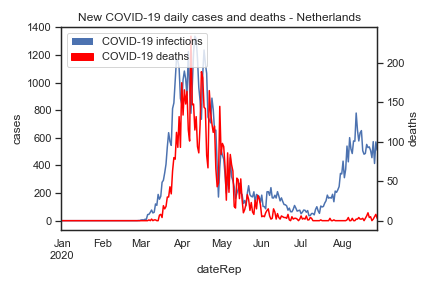 New COVID-19 daily cases and deaths - Netherlands
COVID-19 infections
COVID-19 deaths
1400
1200
1000
800
600
400
200
0
cases
200
150
100
50
0
deaths
Jan Feb Mar Apr May Jun Jul Aug
2020
dateRep